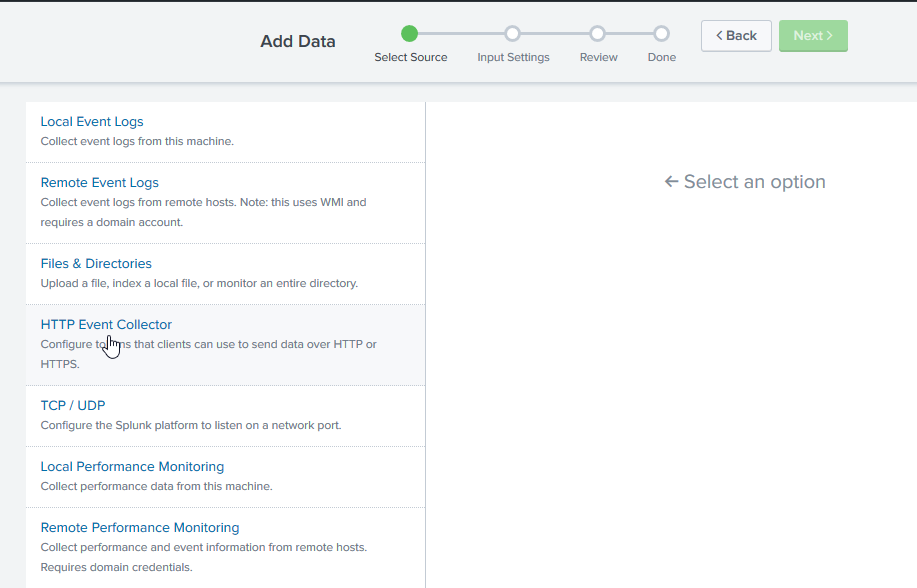 Add Data
Select Source
Input Settings
Review
Done
< Back
Next >
Local Event Logs
Collect event logs from this machine.
Remote Event Logs
Collect event logs from remote hosts. Note: this uses WMI and
requires a domain account.
Files & Directories
Upload a file, index a local file, or monitor an entire directory.
HTTP Event Collector
Configure tokens that clients can use to send data over HTTP or
HTTPS.
TCP / UDP
Configure the Splunk platform to listen on a network port.
Local Performance Monitoring
Collect performance data from this machine.
Remote Performance Monitoring
Collect performance and event information from remote hosts.
Requires domain credentials.
← Select an option